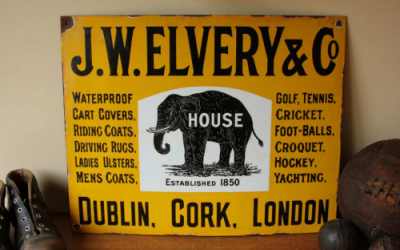 J.W. ELVERY & Co
WATERPROOF
CART COVERS,
RIDING COATS,
DRIVING RUGS,
LADIES ULSTERS,
MENS COATS,
HOUSE
ESTABLISHED 1850
GOLF, TENNIS,
CRICKET,
FOOT-BALLS,
CROQUET,
HOCKEY,
YACHTING,
DUBLIN, CORK, LONDON